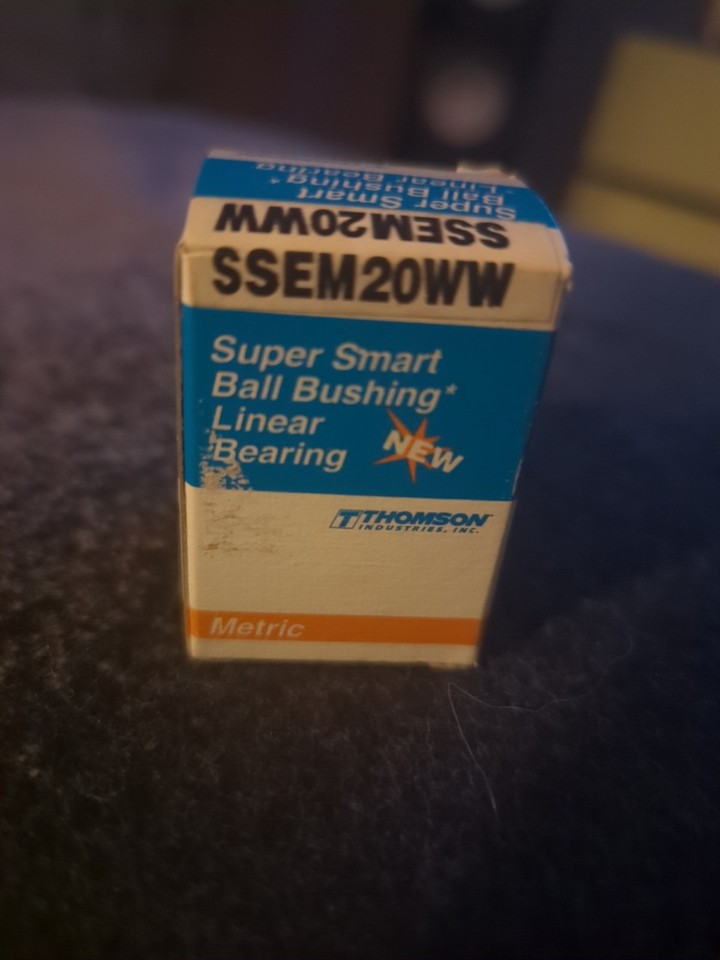 Super Smart
Ball Bushing*
Linear Bearing
SSEM20WW
SSEM20WW
Super Smart
Ball Bushing*
Linear
Bearing
NEW
THOMSON
INDUSTRIES, INC.
Metric